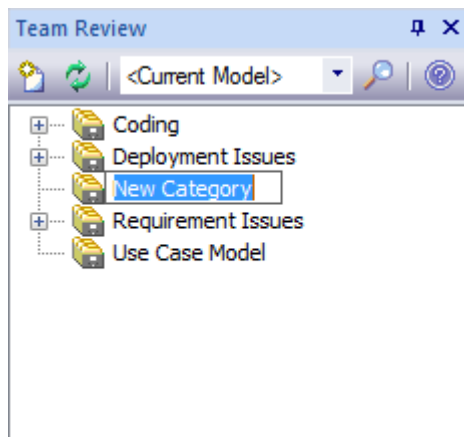 Team Review
<Current Model>
Coding
Deployment Issues
New Category
Requirement Issues
Use Case Model